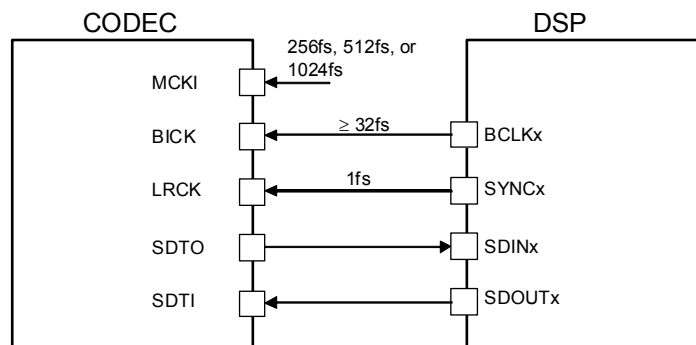 CODEC
DSP
256fs, 512fs, or
1024fs
MCKI
BICK
≥ 32fs
BCLKx
LRCK
1fs
SYNCx
SDTO
SDINx
SDTI
SDOUTx